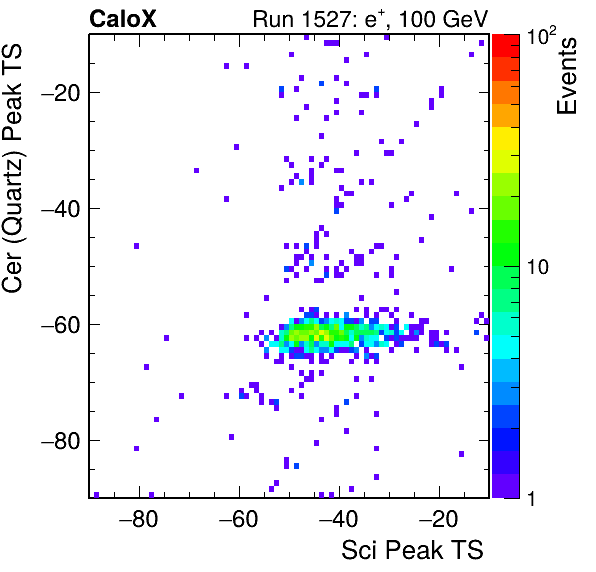 CaloX Run 1527: e⁺, 100 GeV
Cer (Quartz) Peak TS
−20
−40
−60
−80
−80 −60 −40 −20
Sci Peak TS
10²
10
1
Events